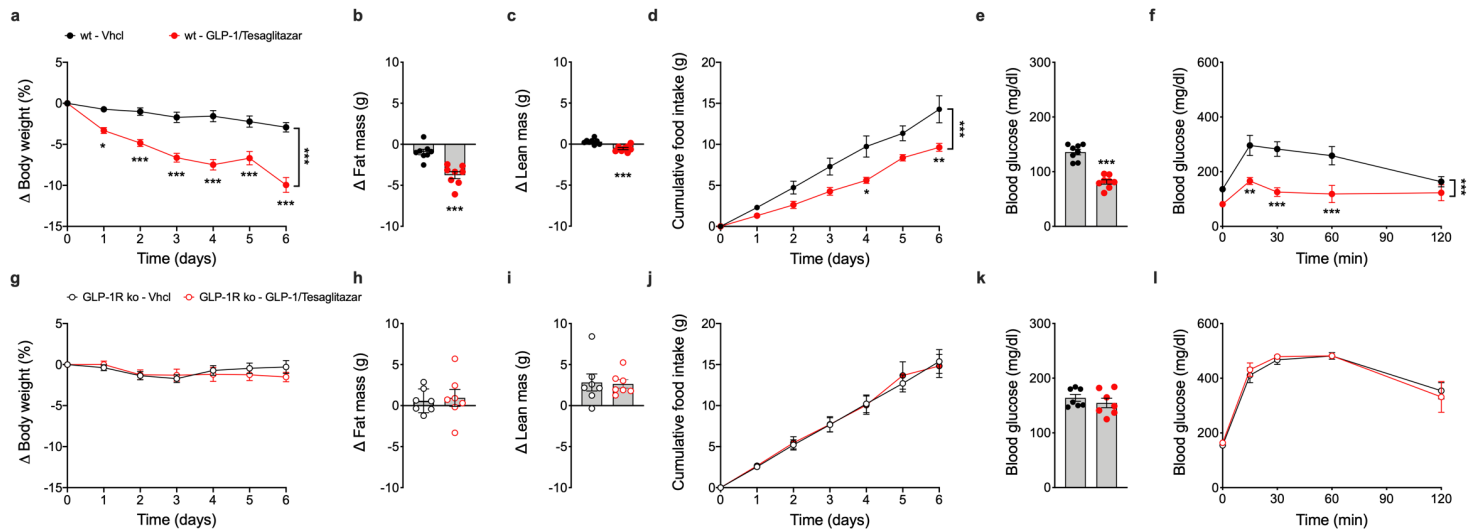 a
wt - Vhcl
wt - GLP-1/Tesaglitazar
Δ Body weight (%)
5
0
-5
-10
-15
*
***
***
***
***
***
***
0 1 2 3 4 5 6
Time (days)
b
Δ Fat mass (g)
10
5
0
-5
-10
***
c
Δ Lean mas (g)
10
5
0
-5
-10
***
d
Cumulative food intake (g)
20
15
10
5
0
*
**
***
0 1 2 3 4 5 6
Time (days)
e
Blood glucose (mg/dl)
300
200
100
0
***
f
Blood glucose (mg/dl)
600
400
200
0
**
***
***
***
0 30 60 90 120
Time (min)
g
GLP-1R ko - Vhcl
GLP-1R ko - GLP-1/Tesaglitazar
Δ Body weight (%)
5
0
-5
-10
-15
0 1 2 3 4 5 6
Time (days)
h
Δ Fat mass (g)
10
5
0
-5
-10
i
Δ Lean mas (g)
10
5
0
-5
-10
j
Cumulative food intake (g)
20
15
10
5
0
0 1 2 3 4 5 6
Time (days)
k
Blood glucose (mg/dl)
300
200
100
0
l
Blood glucose (mg/dl)
600
400
200
0
0 30 60 90 120
Time (min)